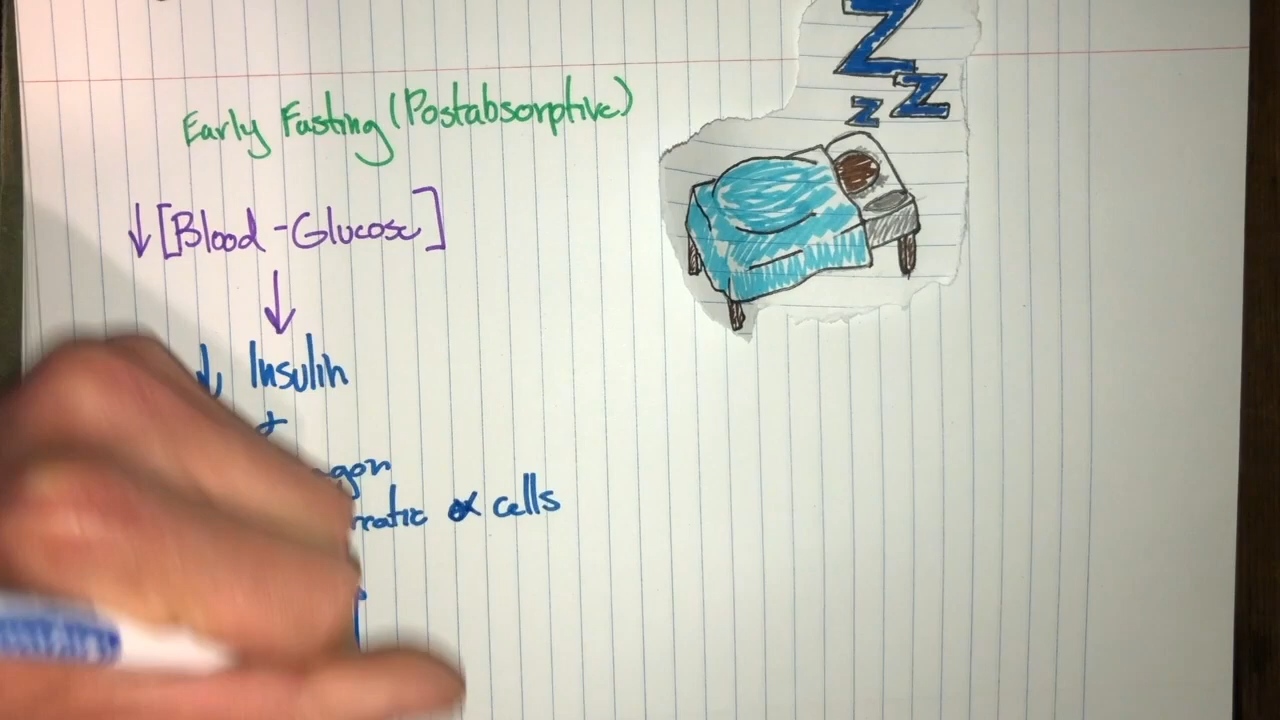 Early Fasting (Postabsorptive)
Z
Z
z
↓ [Blood-Glucose]
↓
↓ Insulin
+
α cells